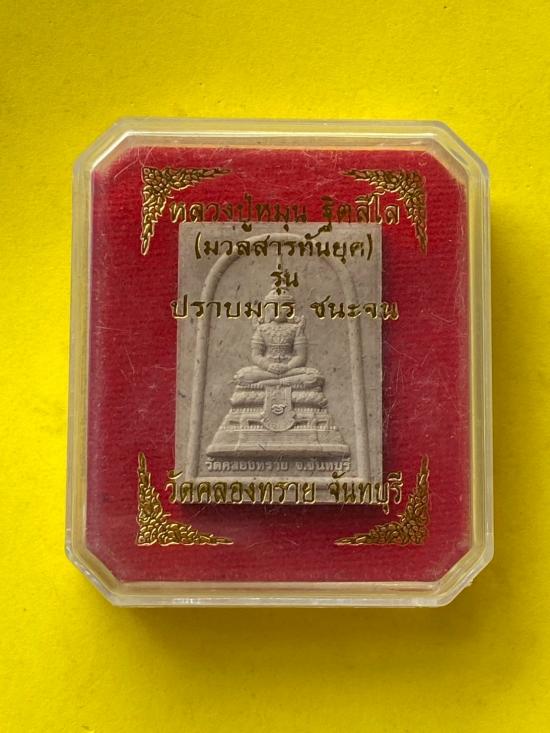 หลวงปู่หมุน ฐิตสีโล
(มวลสารทันยุค)
รุ่น
ปราบมาร ชนะจน
วัดคลองทราย จ.จันทบุรี
วัดคลองทราย จันทบุรี